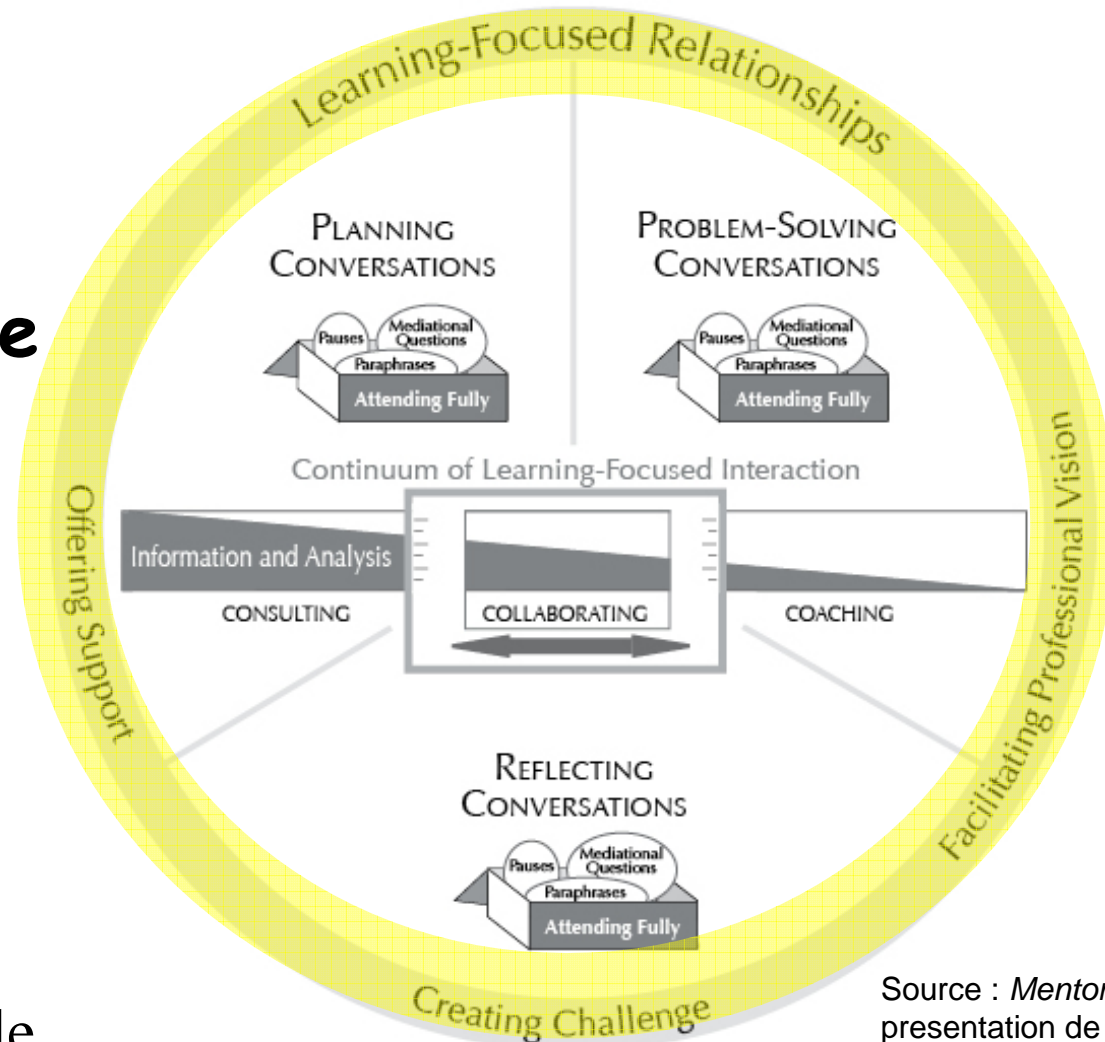 Learning-Focused Relationships
PLANNING
CONVERSATIONS
Pauses
Mediational
Questions
Paraphrases
Attending Fully
PROBLEM-SOLVING
CONVERSATIONS
Pauses
Mediational
Questions
Paraphrases
Attending Fully
e
Continuum of Learning-Focused Interaction
Offering Support
Information and Analysis
CONSULTING
COLLABORATING
COACHING
Facilitating Professional Vision
REFLECTING
CONVERSATIONS
Pauses
Mediational
Questions
Paraphrases
Attending Fully
Creating Challenge
Source : Mentor
presentation de
le